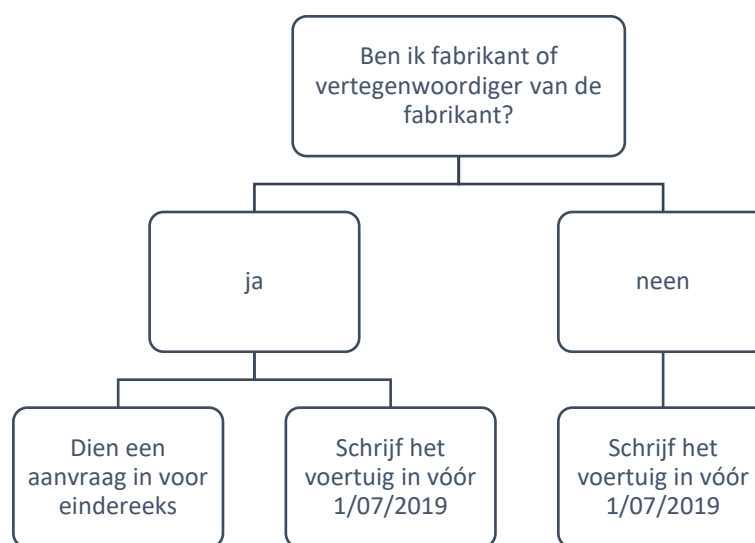 Ben ik fabrikant of
vertegenwoordiger van de
fabrikant?
ja
neen
Dien een
aanvraag in voor
eindereeks
Schrijf het
voertuig in vóór
1/07/2019
Schrijf het
voertuig in vóór
1/07/2019